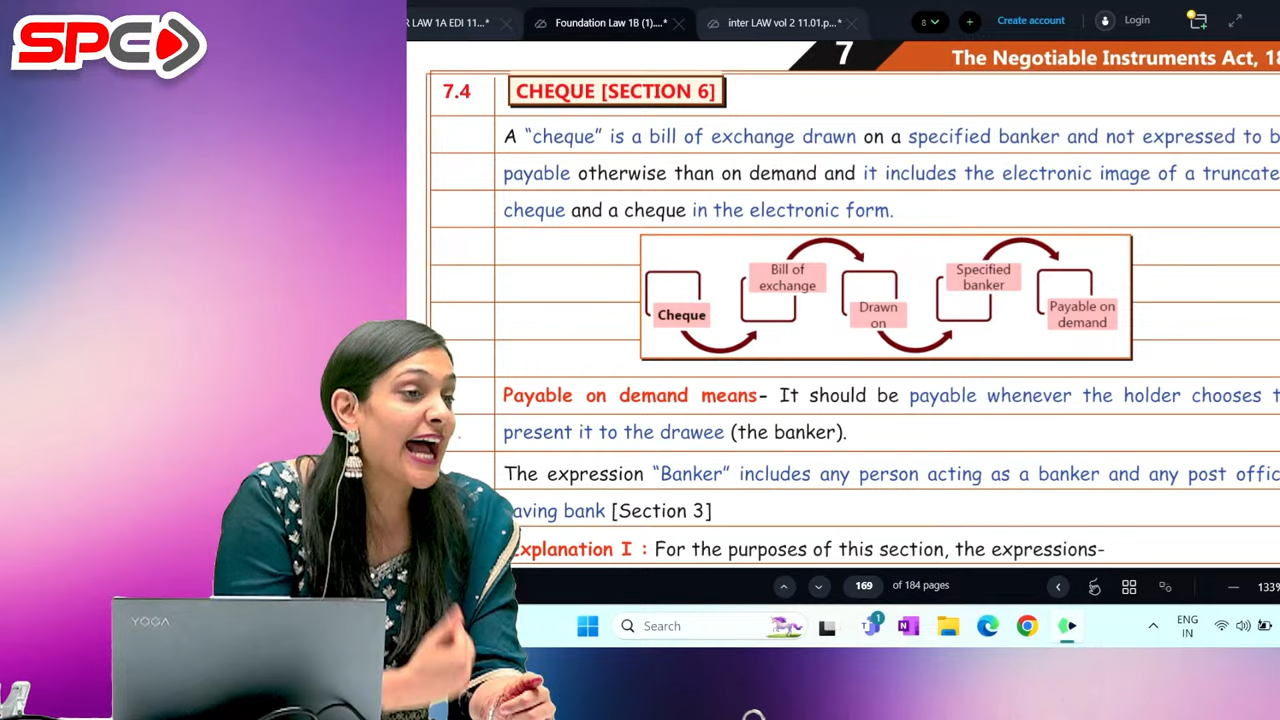 SPC
R LAW 1A EDI 11...*
Foundation Law 1B (1)....*
inter LAW vol 2 11.01.p...*
8
Create account
Login
7
The Negotiable Instruments Act, 18
7.4
CHEQUE [SECTION 6]
A “cheque” is a bill of exchange drawn on a specified banker and not expressed to b
payable otherwise than on demand and it includes the electronic image of a truncate
cheque and a cheque in the electronic form.
Cheque
Bill of
exchange
Drawn
on
Specified
banker
Payable on
demand
Payable on demand means- It should be payable whenever the holder chooses t
present it to the drawee (the banker).
The expression “Banker” includes any person acting as a banker and any post offic
aving bank [Section 3]
xplanation I : For the purposes of this section, the expressions-
169
of 184 pages
133%
Search
1
ENG
IN
YOGA